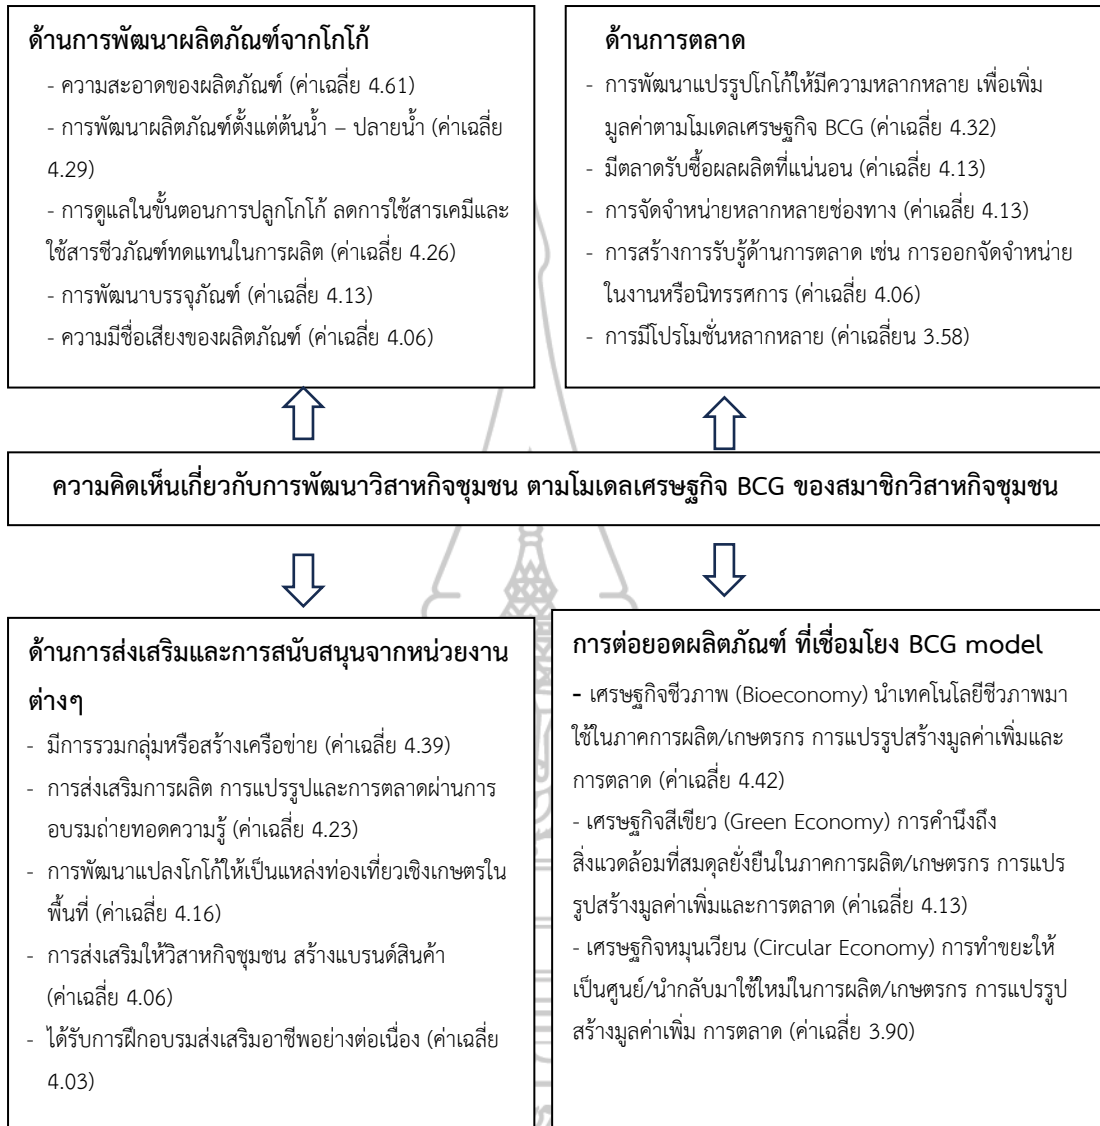 ด้านการพัฒนาผลิตภัณฑ์จากโกโก้
- ความสะอาดของผลิตภัณฑ์ (ค่าเฉลี่ย 4.61)
- การพัฒนาผลิตภัณฑ์ตั้งแต่ต้นน้ำ – ปลายน้ำ (ค่าเฉลี่ย
4.29)
- การดูแลในขั้นตอนการปลูกโกโก้ ลดการใช้สารเคมีและ
ใช้สารชีวภัณฑ์ทดแทนในการผลิต (ค่าเฉลี่ย 4.26)
- การพัฒนาบรรจุภัณฑ์ (ค่าเฉลี่ย 4.13)
- ความมีชื่อเสียงของผลิตภัณฑ์ (ค่าเฉลี่ย 4.06)
ด้านการตลาด
- การพัฒนาแปรรูปโกโก้ให้มีความหลากหลาย เพื่อเพิ่ม
มูลค่าตามโมเดลเศรษฐกิจ BCG (ค่าเฉลี่ย 4.32)
- มีตลาดรับซื้อผลผลิตที่แน่นอน (ค่าเฉลี่ย 4.13)
- การจัดจำหน่ายหลากหลายช่องทาง (ค่าเฉลี่ย 4.13)
- การสร้างการรับรู้ด้านการตลาด เช่น การออกจัดจำหน่าย
ในงานหรือนิทรรศการ (ค่าเฉลี่ย 4.06)
- การมีโปรโมชั่นหลากหลาย (ค่าเฉลี่ยน 3.58)
ความคิดเห็นเกี่ยวกับการพัฒนาวิสาหกิจชุมชน ตามโมเดลเศรษฐกิจ BCG ของสมาชิกวิสาหกิจชุมชน
ด้านการส่งเสริมและการสนับสนุนจากหน่วยงาน
ต่างๆ
- มีการรวมกลุ่มหรือสร้างเครือข่าย (ค่าเฉลี่ย 4.39)
- การส่งเสริมการผลิต การแปรรูปและการตลาดผ่านการ
อบรมถ่ายทอดความรู้ (ค่าเฉลี่ย 4.23)
- การพัฒนาแปลงโกโก้ให้เป็นแหล่งท่องเที่ยวเชิงเกษตรใน
พื้นที่ (ค่าเฉลี่ย 4.16)
- การส่งเสริมให้วิสาหกิจชุมชน สร้างแบรนด์สินค้า
(ค่าเฉลี่ย 4.06)
- ได้รับการฝึกอบรมส่งเสริมอาชีพอย่างต่อเนื่อง (ค่าเฉลี่ย
4.03)
การต่อยอดผลิตภัณฑ์ ที่เชื่อมโยง BCG model
- เศรษฐกิจชีวภาพ (Bioeconomy) นำเทคโนโลยีชีวภาพมา
ใช้ในภาคการผลิต/เกษตรกร การแปรรูปสร้างมูลค่าเพิ่มและ
การตลาด (ค่าเฉลี่ย 4.42)
- เศรษฐกิจสีเขียว (Green Economy) การคำนึงถึง
สิ่งแวดล้อมที่สมดุลยั่งยืนในภาคการผลิต/เกษตรกร การแปร
รูปสร้างมูลค่าเพิ่มและการตลาด (ค่าเฉลี่ย 4.13)
- เศรษฐกิจหมุนเวียน (Circular Economy) การทำขยะให้
เป็นศูนย์/นำกลับมาใช้ใหม่ในการผลิต/เกษตรกร การแปรรูป
สร้างมูลค่าเพิ่ม การตลาด (ค่าเฉลี่ย 3.90)